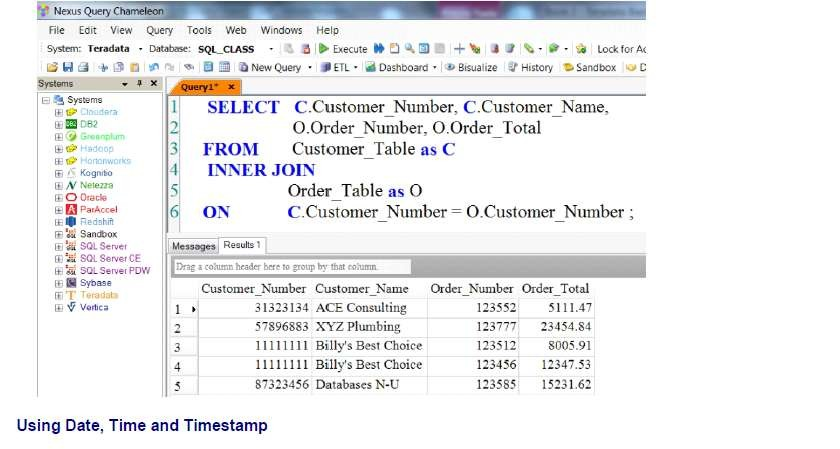 Nexus Query Chameleon
File Edit View Query Tools Web Windows Help
System: Teradata Database: SQL_CLASS Execute Lock for Ac
New Query ETL Dashboard Bisualize History Sandbox D
Systems
Query1*
Systems
Cloudera
DB2
Greenplum
Hadoop
Hortonworks
Kognitio
Netezza
Oracle
ParAccel
Redshift
Sandbox
SQL Server
SQL Server CE
SQL Server PDW
Sybase
Teradata
Vertica
1 SELECT C.Customer_Number, C.Customer_Name,
2 O.Order_Number, O.Order_Total
3 FROM Customer_Table as C
4 INNER JOIN
5 Order_Table as O
6 ON C.Customer_Number = O.Customer_Number ;
Messages Results 1
Drag a column header here to group by that column.
Customer_Number Customer_Name Order_Number Order_Total
1 31323134 ACE Consulting 123552 5111.47
2 57896883 XYZ Plumbing 123777 23454.84
3 11111111 Billy's Best Choice 123512 8005.91
4 11111111 Billy's Best Choice 123456 12347.53
5 87323456 Databases N-U 123585 15231.62
Using Date, Time and Timestamp